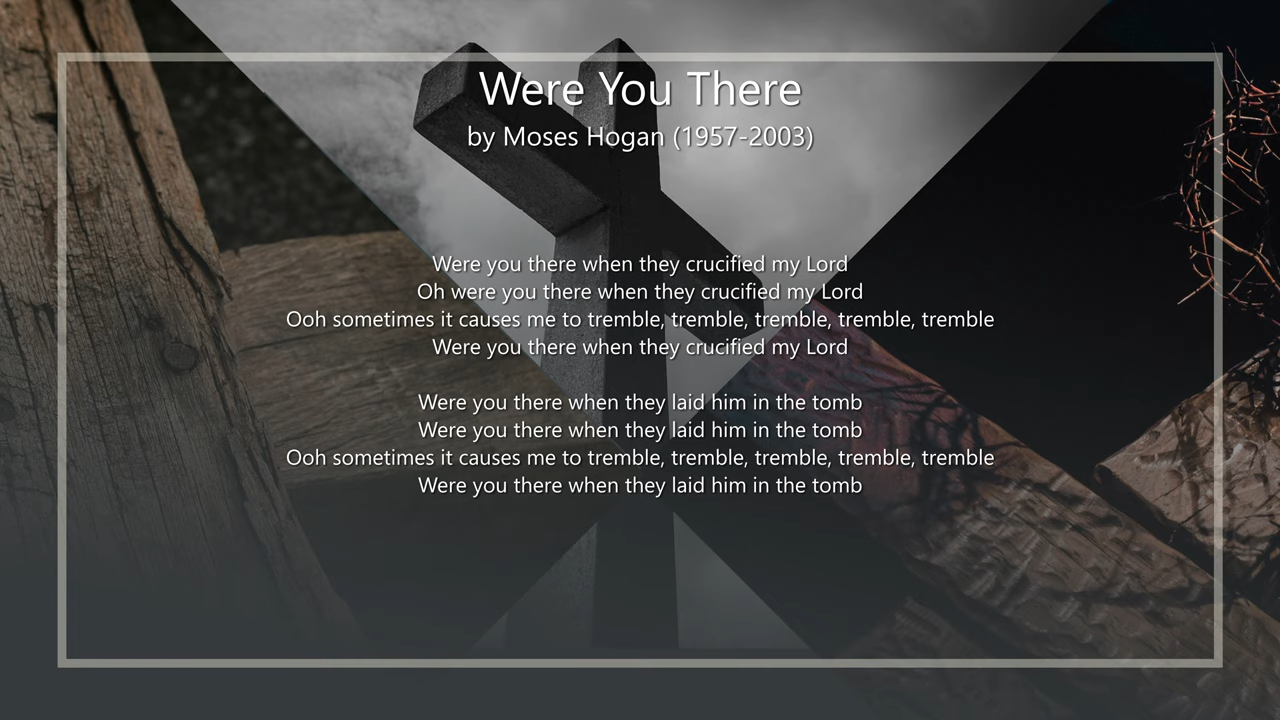 Were You There
by Moses Hogan (1957-2003)
Were you there when they crucified my Lord
Oh were you there when they crucified my Lord
Ooh sometimes it causes me to tremble, tremble, tremble, tremble, tremble
Were you there when they crucified my Lord
Were you there when they laid him in the tomb
Were you there when they laid him in the tomb
Ooh sometimes it causes me to tremble, tremble, tremble, tremble, tremble
Were you there when they laid him in the tomb